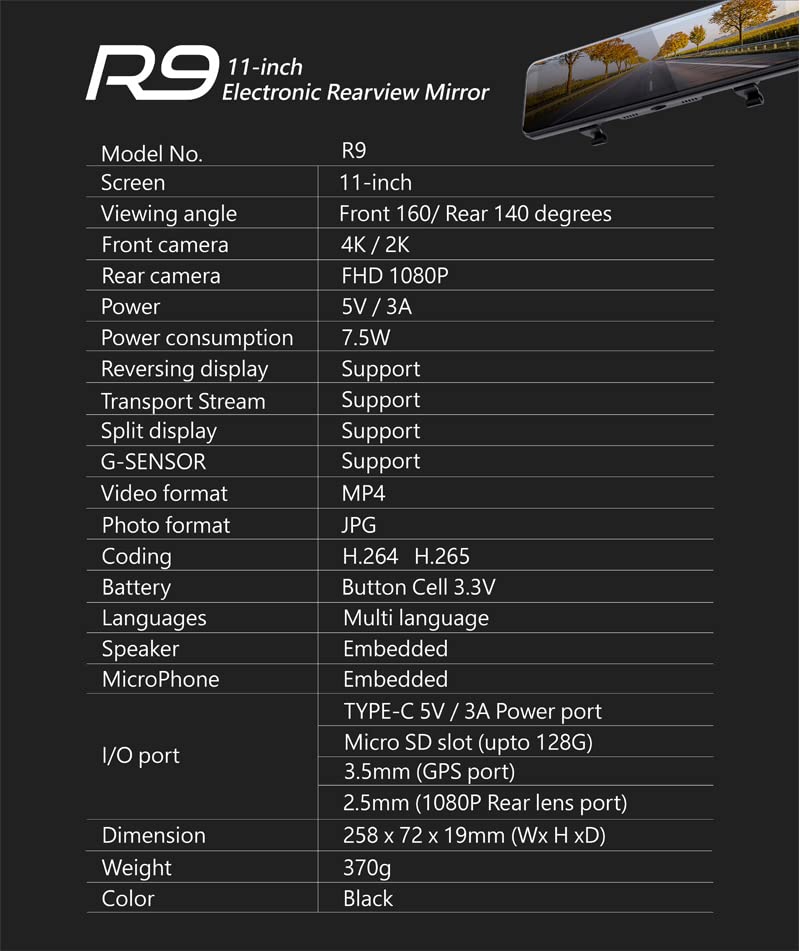 R9 11-inch
Electronic Rearview Mirror
Model No. R9
Screen 11-inch
Viewing angle Front 160/ Rear 140 degrees
Front camera 4K / 2K
Rear camera FHD 1080P
Power 5V / 3A
Power consumption 7.5W
Reversing display Support
Transport Stream Support
Split display Support
G-SENSOR Support
Video format MP4
Photo format JPG
Coding H.264 H.265
Battery Button Cell 3.3V
Languages Multi language
Speaker Embedded
MicroPhone Embedded
I/O port
TYPE-C 5V / 3A Power port
Micro SD slot (upto 128G)
3.5mm (GPS port)
2.5mm (1080P Rear lens port)
Dimension 258 x 72 x 19mm (Wx H xD)
Weight 370g
Color Black